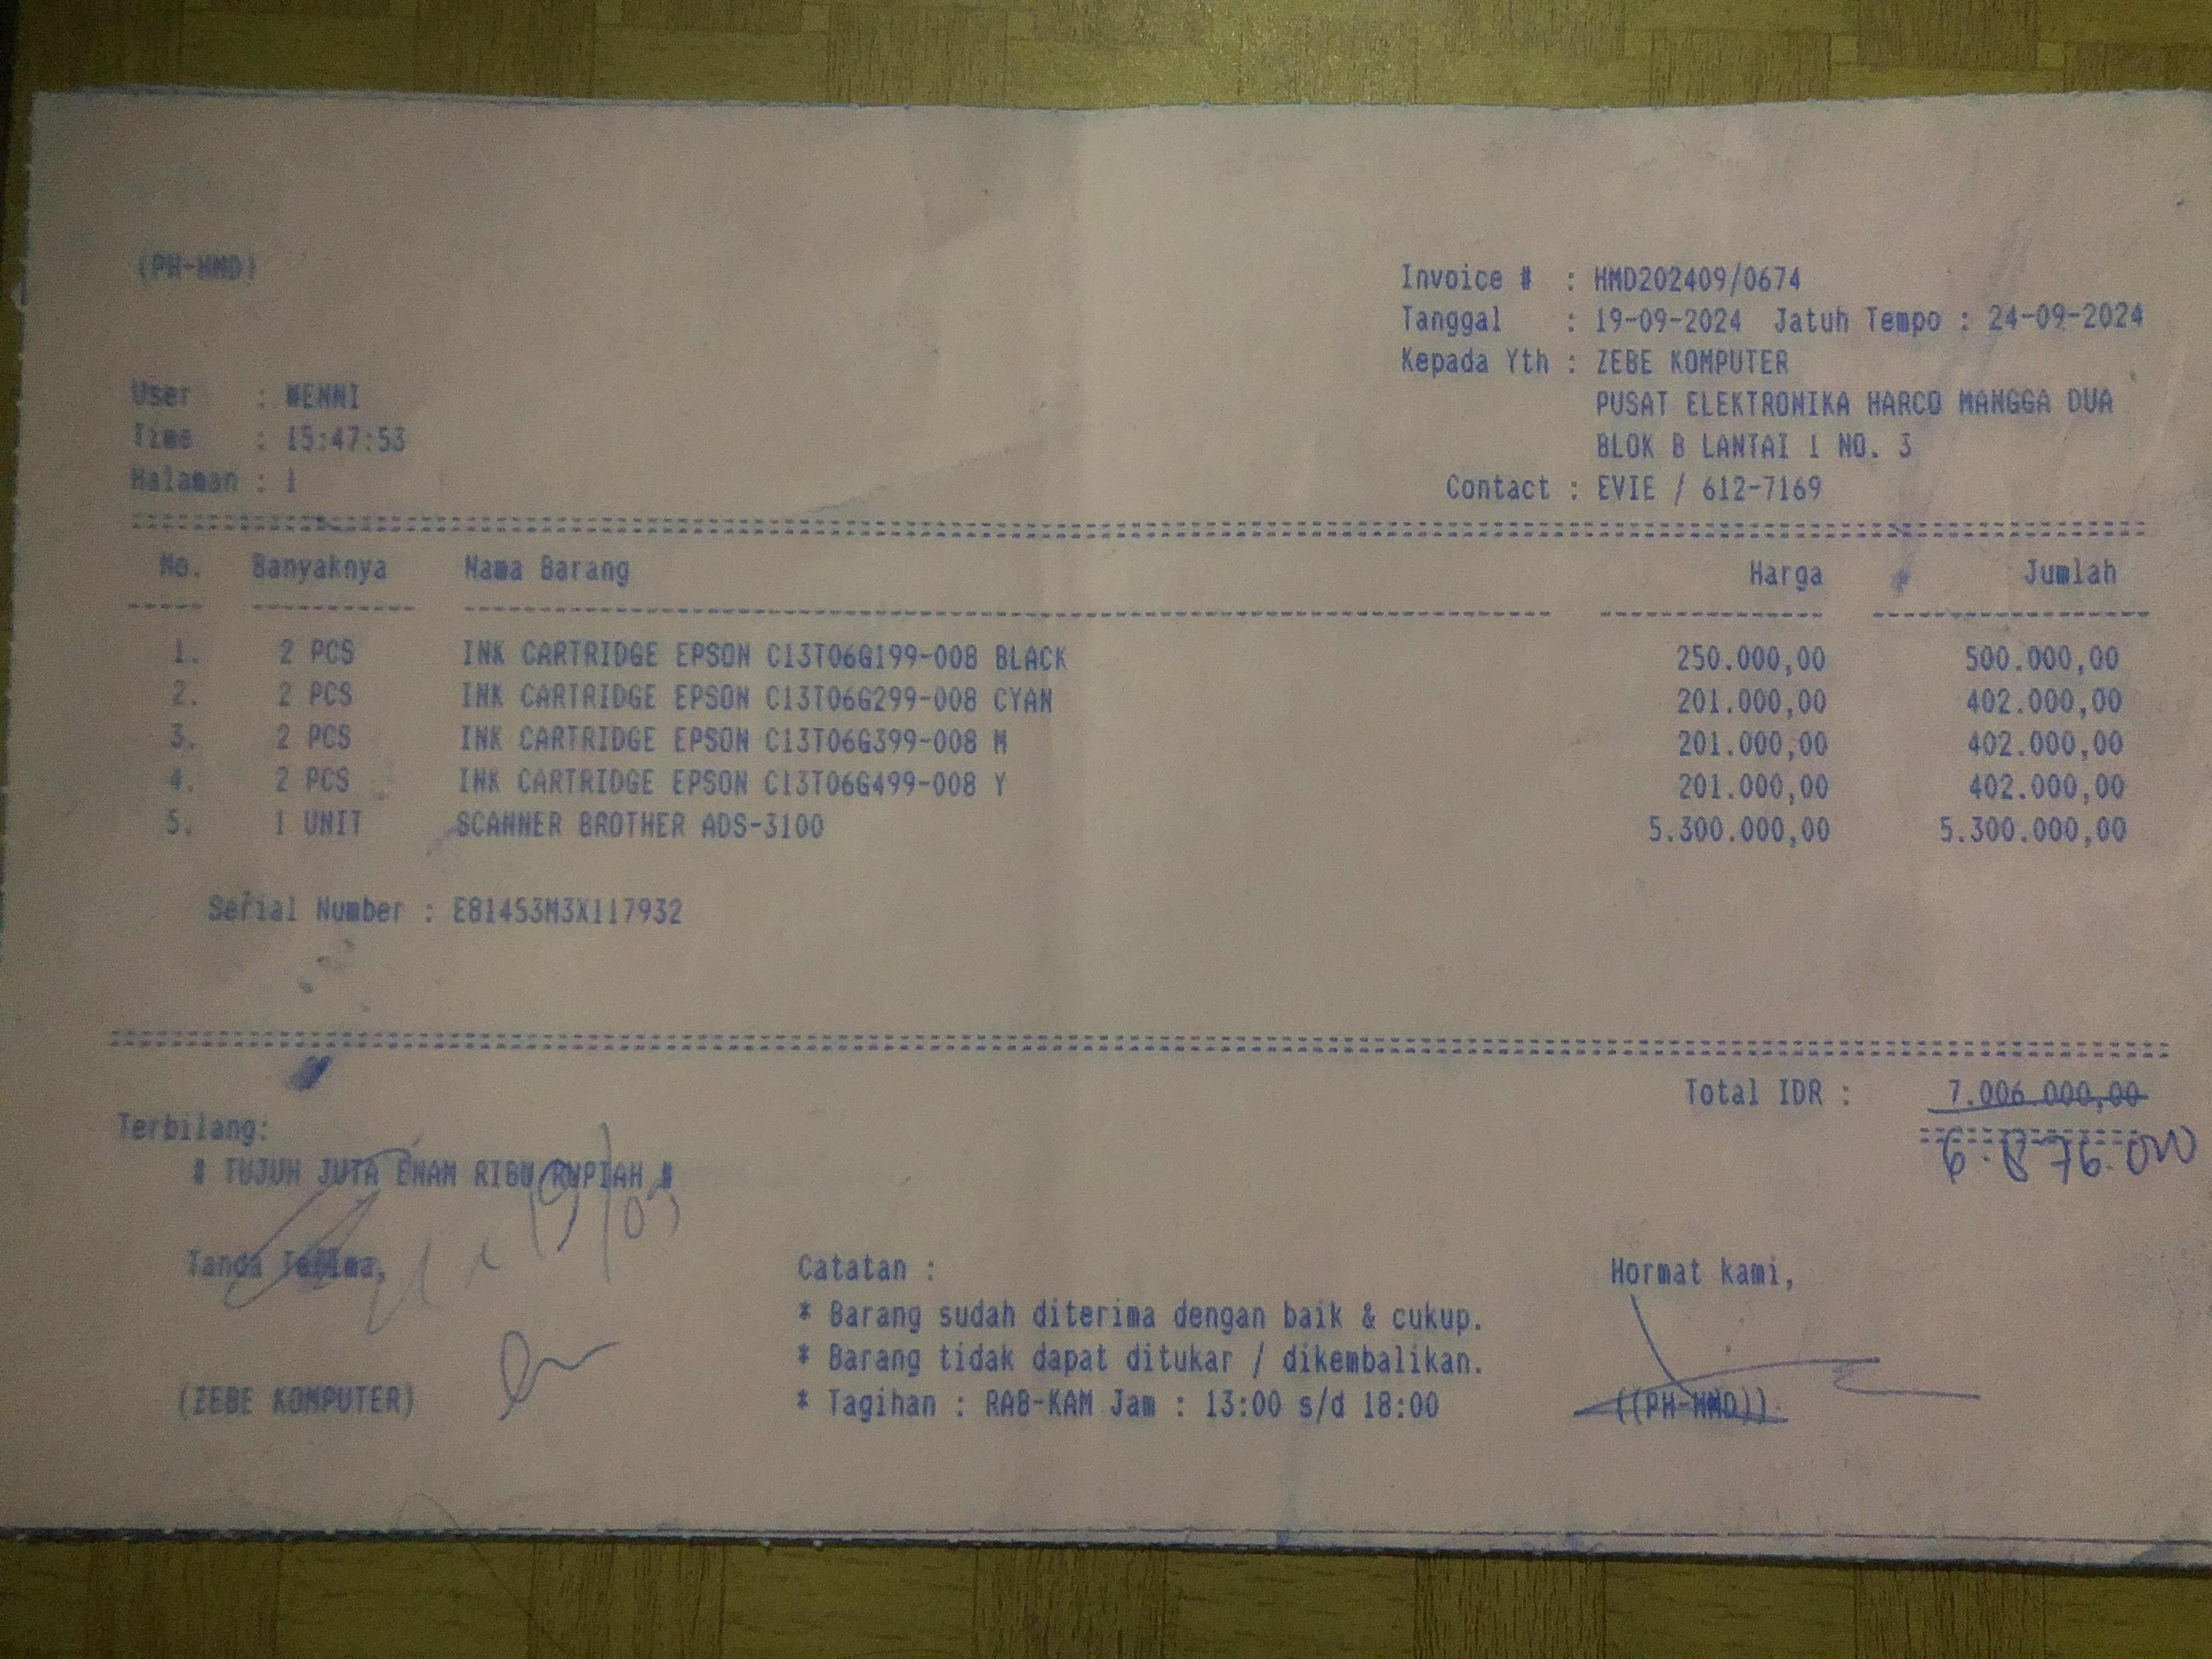 (PH-HMD)
Invoice # : HMD202409/0674
Tanggal : 19-09-2024 Jatuh Tempo : 24-09-2024
Kepada Yth : ZEBE KOMPUTER
PUSAT ELEKTRONIKA HARCO MANGGA DUA
BLOK B LANTAI 1 NO. 3
Contact : EVIE / 612-7169
User : WENNI
Time : 15:47:53
Halaman : 1
No. Banyaknya Nama Barang Harga Jumlah
1. 2 PCS INK CARTRIDGE EPSON C13T06G199-008 BLACK 250.000,00 500.000,00
2. 2 PCS INK CARTRIDGE EPSON C13T06G299-008 CYAN 201.000,00 402.000,00
3. 2 PCS INK CARTRIDGE EPSON C13T06G399-008 M 201.000,00 402.000,00
4. 2 PCS INK CARTRIDGE EPSON C13T06G499-008 Y 201.000,00 402.000,00
5. 1 UNIT SCANNER BROTHER ADS-3100 5.300.000,00 5.300.000,00
Serial Number : E81453M3X117932
Total IDR : 7.006.000,00
Terbilang:
# TUJUH JUTA ENAM RIBU RUPIAH #
Tanda Terima,
(ZEBE KOMPUTER)
Catatan :
* Barang sudah diterima dengan baik & cukup.
* Barang tidak dapat ditukar / dikembalikan.
* Tagihan : RAB-KAM Jam : 13:00 s/d 18:00
Hormat kami,
((PH-HMD))